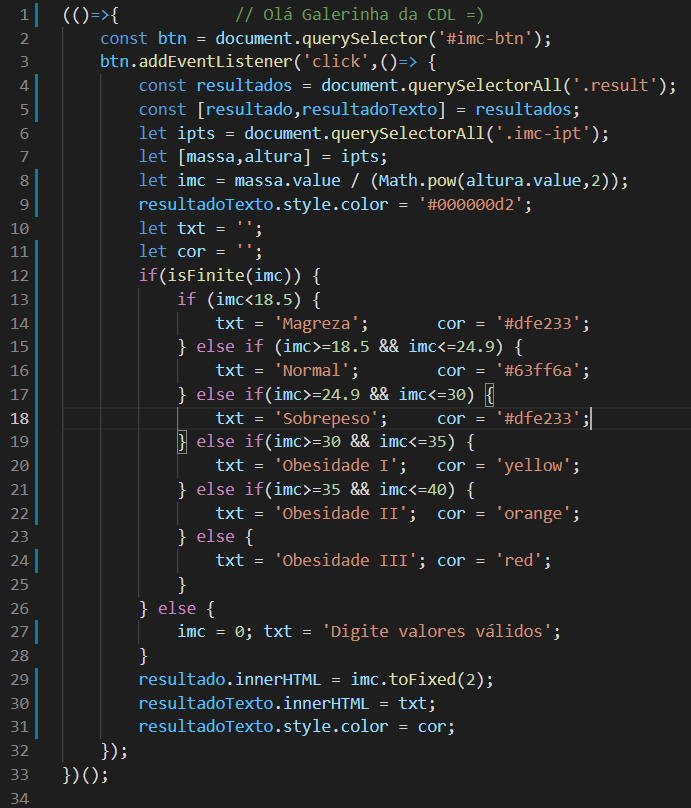 1 (()=>{ // Olá Galerinha da CDL =)
2 const btn = document.querySelector('#imc-btn');
3 btn.addEventListener('click',()=> {
4 const resultados = document.querySelectorAll('.result');
5 const [resultado,resultadoTexto] = resultados;
6 let ipts = document.querySelectorAll('.imc-ipt');
7 let [massa,altura] = ipts;
8 let imc = massa.value / (Math.pow(altura.value,2));
9 resultadoTexto.style.color = '#000000d2';
10 let txt = '';
11 let cor = '';
12 if(isFinite(imc)) {
13 if (imc<18.5) {
14 txt = 'Magreza'; cor = '#dfe233';
15 } else if (imc>=18.5 && imc<=24.9) {
16 txt = 'Normal'; cor = '#63ff6a';
17 } else if(imc>=24.9 && imc<=30) {
18 txt = 'Sobrepeso'; cor = '#dfe233';
19 } else if(imc>=30 && imc<=35) {
20 txt = 'Obesidade I'; cor = 'yellow';
21 } else if(imc>=35 && imc<=40) {
22 txt = 'Obesidade II'; cor = 'orange';
23 } else {
24 txt = 'Obesidade III'; cor = 'red';
25 }
26 } else {
27 imc = 0; txt = 'Digite valores válidos';
28 }
29 resultado.innerHTML = imc.toFixed(2);
30 resultadoTexto.innerHTML = txt;
31 resultadoTexto.style.color = cor;
32 });
33 })();
34